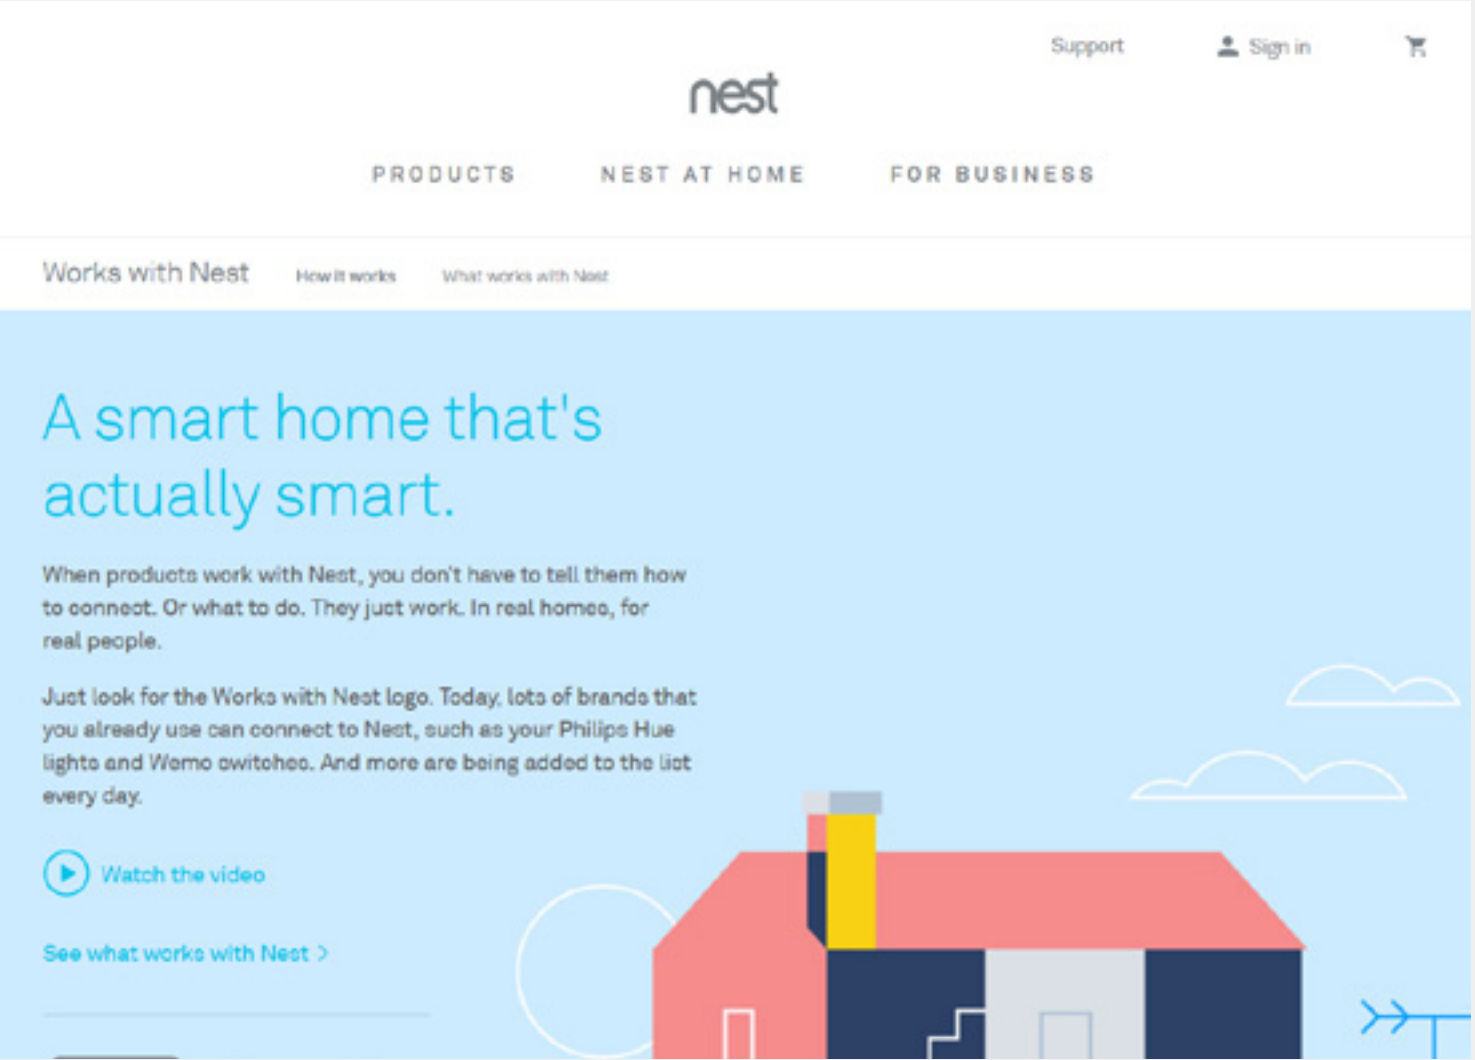 Support
Sign in
nest
PRODUCTS
NEST AT HOME
FOR BUSINESS
Works with Nest
How it works
What works with Nest
A smart home that's
actually smart.
When products work with Nest, you don't have to tell them how
to connect. Or what to do. They just work. In real homes, for
real people.
Just look for the Works with Nest logo. Today, lots of brands that
you already use can connect to Nest, such as your Philips Hue
lights and Wemo switches. And more are being added to the list
every day.
Watch the video
See what works with Nest >